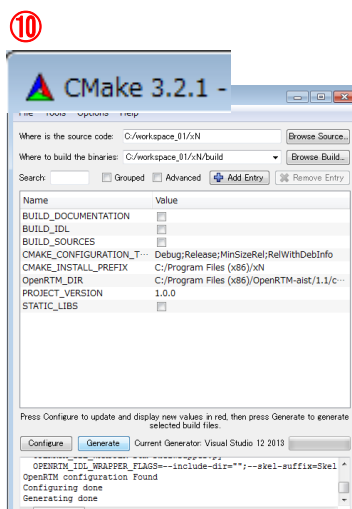 ⑩
CMake 3.2.1 -
File Tools Options Help
Where is the source code: C:/workspace_01/xN Browse Source...
Where to build the binaries: C:/workspace_01/xN/build Browse Build...
Search: Grouped Advanced Add Entry Remove Entry
Name Value
BUILD_DOCUMENTATION
BUILD_IDL
BUILD_SOURCES
CMAKE_CONFIGURATION_T··· Debug;Release;MinSizeRel;RelWithDebInfo
CMAKE_INSTALL_PREFIX C:/Program Files (x86)/xN
OpenRTM_DIR C:/Program Files (x86)/OpenRTM-aist/1.1/c···
PROJECT_VERSION 1.0.0
STATIC_LIBS
Press Configure to update and display new values in red, then press Generate to generate
selected build files.
Configure Generate Current Generator: Visual Studio 12 2013
OPENRTM_IDL_WRAPPER_FLAGS=--include-dir="";--skel-suffix=Skel
OpenRTM configuration Found
Configuring done
Generating done